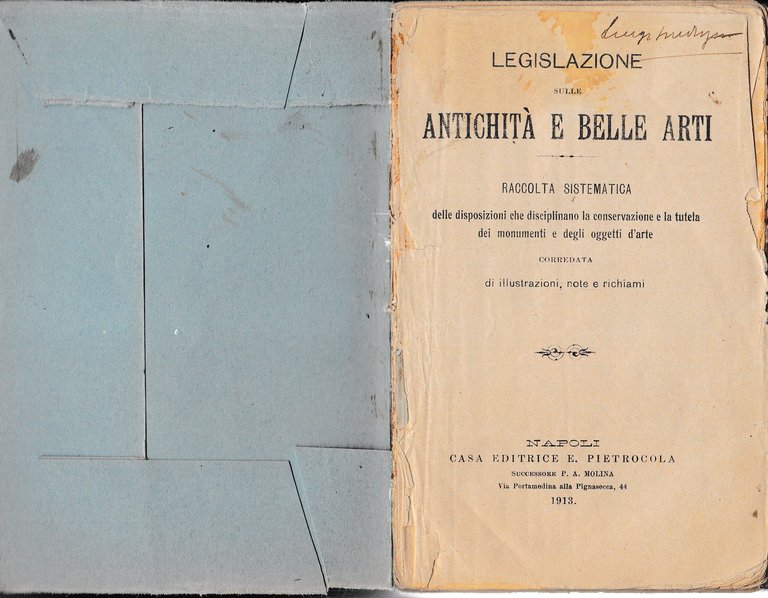 LEGISLAZIONE
SULLE
ANTICHITÀ E BELLE ARTI
RACCOLTA SISTEMATICA
delle disposizioni che disciplinano la conservazione e la tutela
dei monumenti e degli oggetti d'arte
CORREDATA
di illustrazioni, note e richiami
NAPOLI
CASA EDITRICE E. PIETROCOLA
SUCCESSORE P. A. MOLINA
Via Portamedina alla Pignasecca, 44
1913.